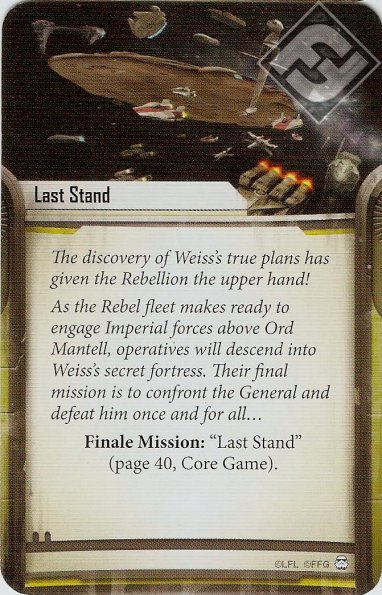 Last Stand
The discovery of Weiss's true plans has
given the Rebellion the upper hand!
As the Rebel fleet makes ready to
engage Imperial forces above Ord
Mantell, operatives will descend into
Weiss's secret fortress. Their final
mission is to confront the General and
defeat him once and for all…
Finale Mission: “Last Stand”
(page 40, Core Game).
©LFL ©FFG